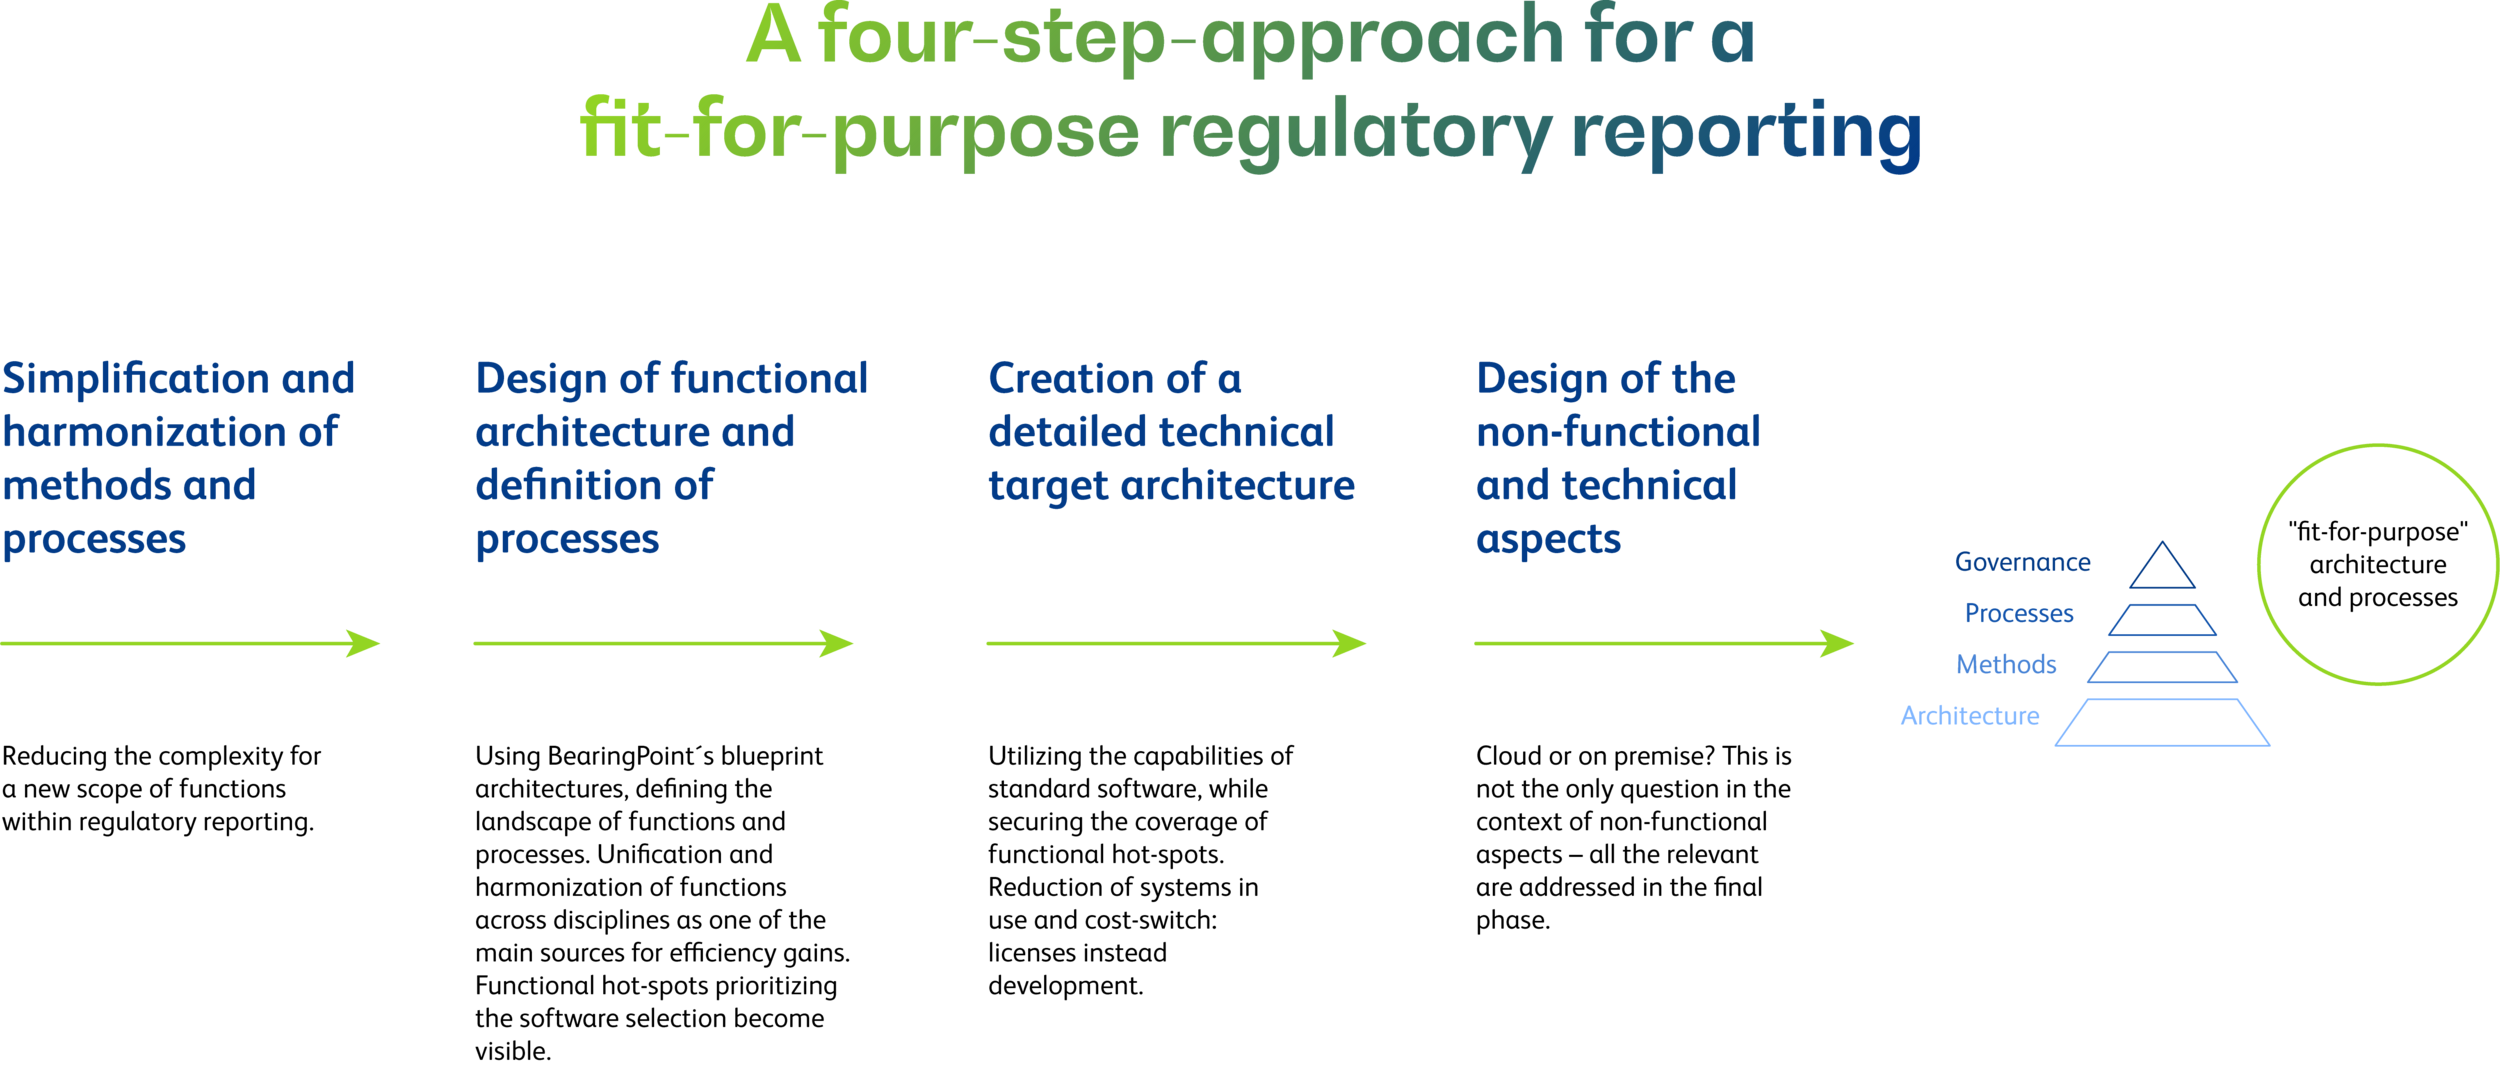 A four-step-approach for a
fit-for-purpose regulatory reporting
Simplification and
harmonization of
methods and
processes
Reducing the complexity for
a new scope of functions
within regulatory reporting.
Design of functional
architecture and
definition of
processes
Using BearingPoint´s blueprint
architectures, defining the
landscape of functions and
processes. Unification and
harmonization of functions
across disciplines as one of the
main sources for efficiency gains.
Functional hot-spots prioritizing
the software selection become
visible.
Creation of a
detailed technical
target architecture
Utilizing the capabilities of
standard software, while
securing the coverage of
functional hot-spots.
Reduction of systems in
use and cost-switch:
licenses instead
development.
Design of the
non-functional
and technical
aspects
Cloud or on premise? This is
not the only question in the
context of non-functional
aspects – all the relevant
are addressed in the final
phase.
Governance
Processes
Methods
Architecture
"fit-for-purpose"
architecture
and processes